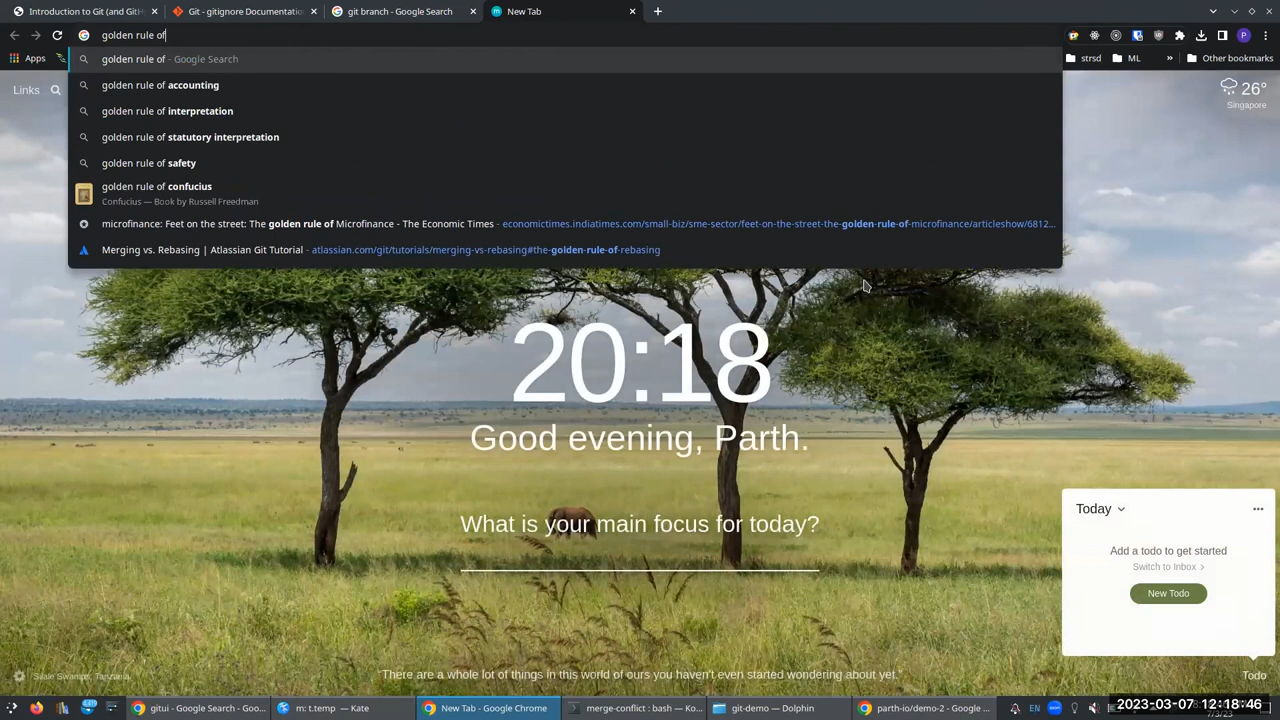 Introduction to Git (and GitH
Git - gitignore Documentatio
git branch - Google Search
New Tab
golden rule of
Apps
strsd
ML
»
Other bookmarks
golden rule of - Google Search
golden rule of accounting
golden rule of interpretation
golden rule of statutory interpretation
golden rule of safety
golden rule of confucius
Confucius — Book by Russell Freedman
microfinance: Feet on the street: The golden rule of Microfinance - The Economic Times - economictimes.indiatimes.com/small-biz/sme-sector/feet-on-the-street-the-golden-rule-of-microfinance/articleshow/6812...
Merging vs. Rebasing | Atlassian Git Tutorial - atlassian.com/git/tutorials/merging-vs-rebasing#the-golden-rule-of-rebasing
Links
26°
Singapore
20:18
Good evening, Parth.
What is your main focus for today?
Today
Add a todo to get started
Switch to Inbox >
New Todo
Todo
Swale Swamps, Tanzania
"There are a whole lot of things in this world of ours you haven't even started wondering about yet."
gitui - Google Search - Goo...
m: t.temp — Kate
New Tab - Google Chrome
merge-conflict : bash — Ko...
git-demo — Dolphin
parth-io/demo-2 - Google ...
EN
2023-03-07 12:18:46
7/3/23